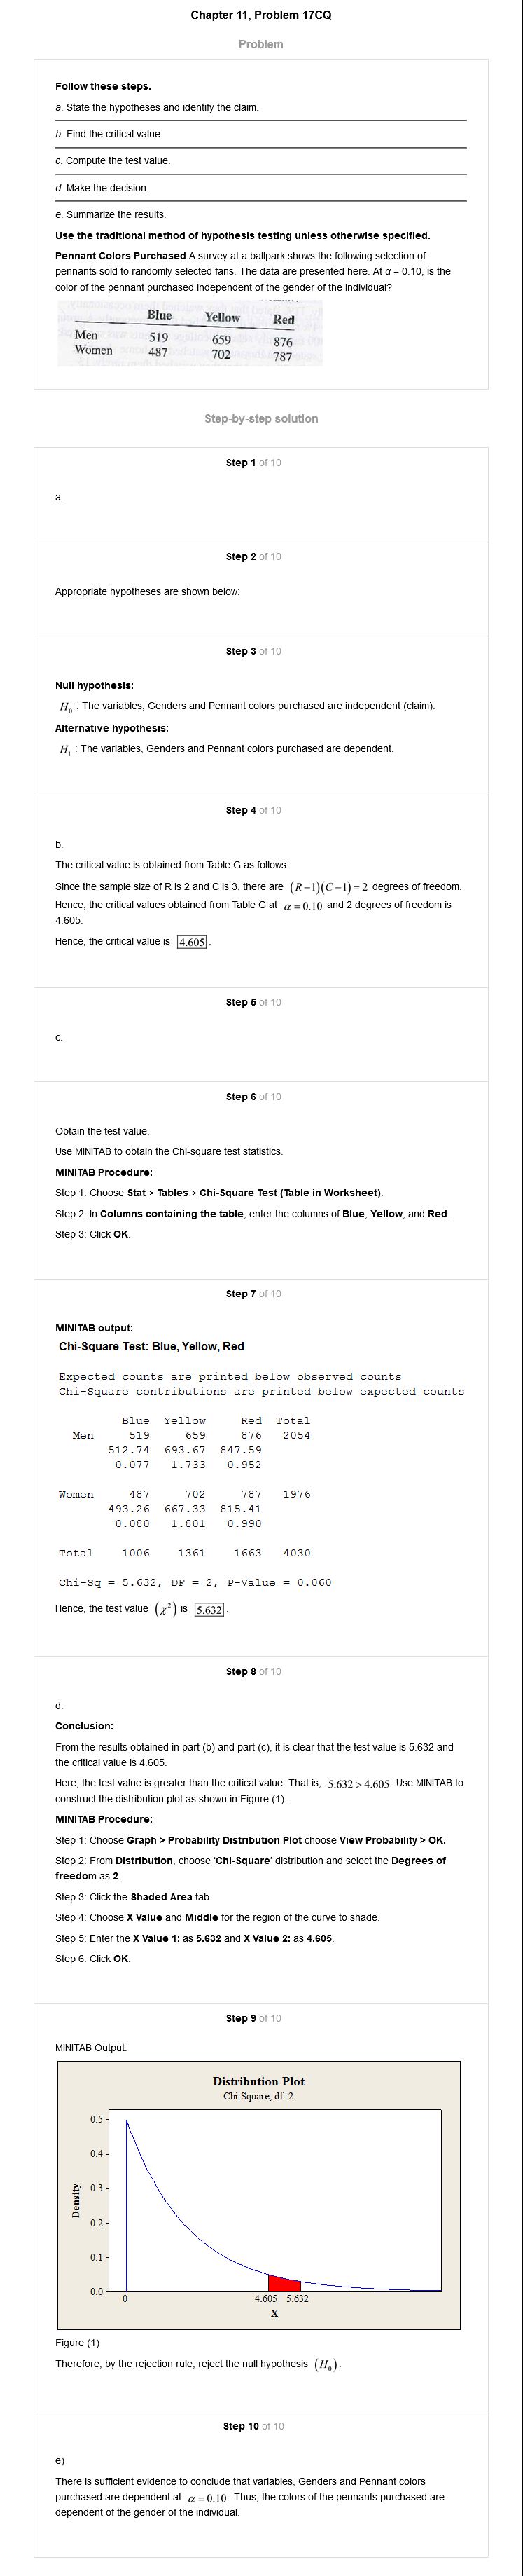 Chapter 11, Problem 17CQ
Problem
Follow these steps.
a. State the hypotheses and identify the claim.
b. Find the critical value.
c. Compute the test value.
d. Make the decision.
e. Summarize the results.
Use the traditional method of hypothesis testing unless otherwise specified.
Pennant Colors Purchased A survey at a ballpark shows the following selection of
pennants sold to randomly selected fans. The data are presented here. At α = 0.10, is the
color of the pennant purchased independent of the gender of the individual?
Blue Yellow Red
Men 519 659 876
Women 487 702 787
Step-by-step solution
Step 1 of 10
a.
Step 2 of 10
Appropriate hypotheses are shown below:
Step 3 of 10
Null hypothesis:
H₀ : The variables, Genders and Pennant colors purchased are independent (claim).
Alternative hypothesis:
H₁ : The variables, Genders and Pennant colors purchased are dependent.
Step 4 of 10
b.
The critical value is obtained from Table G as follows:
Since the sample size of R is 2 and C is 3, there are (R−1)(C−1)=2 degrees of freedom.
Hence, the critical values obtained from Table G at α = 0.10 and 2 degrees of freedom is
4.605.
Hence, the critical value is 4.605.
Step 5 of 10
c.
Step 6 of 10
Obtain the test value.
Use MINITAB to obtain the Chi-square test statistics.
MINITAB Procedure:
Step 1: Choose Stat > Tables > Chi-Square Test (Table in Worksheet).
Step 2: In Columns containing the table, enter the columns of Blue, Yellow, and Red.
Step 3: Click OK.
Step 7 of 10
MINITAB output:
Chi-Square Test: Blue, Yellow, Red
Expected counts are printed below observed counts
Chi-Square contributions are printed below expected counts
Blue Yellow Red Total
Men 519 659 876 2054
512.74 693.67 847.59
0.077 1.733 0.952
Women 487 702 787 1976
493.26 667.33 815.41
0.080 1.801 0.990
Total 1006 1361 1663 4030
Chi-Sq = 5.632, DF = 2, P-Value = 0.060
Hence, the test value (χ²) is 5.632.
Step 8 of 10
d.
Conclusion:
From the results obtained in part (b) and part (c), it is clear that the test value is 5.632 and
the critical value is 4.605.
Here, the test value is greater than the critical value. That is, 5.632 > 4.605. Use MINITAB to
construct the distribution plot as shown in Figure (1).
MINITAB Procedure:
Step 1: Choose Graph > Probability Distribution Plot choose View Probability > OK.
Step 2: From Distribution, choose 'Chi-Square' distribution and select the Degrees of
freedom as 2.
Step 3: Click the Shaded Area tab.
Step 4: Choose X Value and Middle for the region of the curve to shade.
Step 5: Enter the X Value 1: as 5.632 and X Value 2: as 4.605.
Step 6: Click OK.
Step 9 of 10
MINITAB Output:
Distribution Plot
Chi-Square, df=2
0.5
0.4
0.3
0.2
0.1
0.0
Density
0 4.605 5.632
X
Figure (1)
Therefore, by the rejection rule, reject the null hypothesis (H₀).
Step 10 of 10
e)
There is sufficient evidence to conclude that variables, Genders and Pennant colors
purchased are dependent at α = 0.10. Thus, the colors of the pennants purchased are
dependent of the gender of the individual.